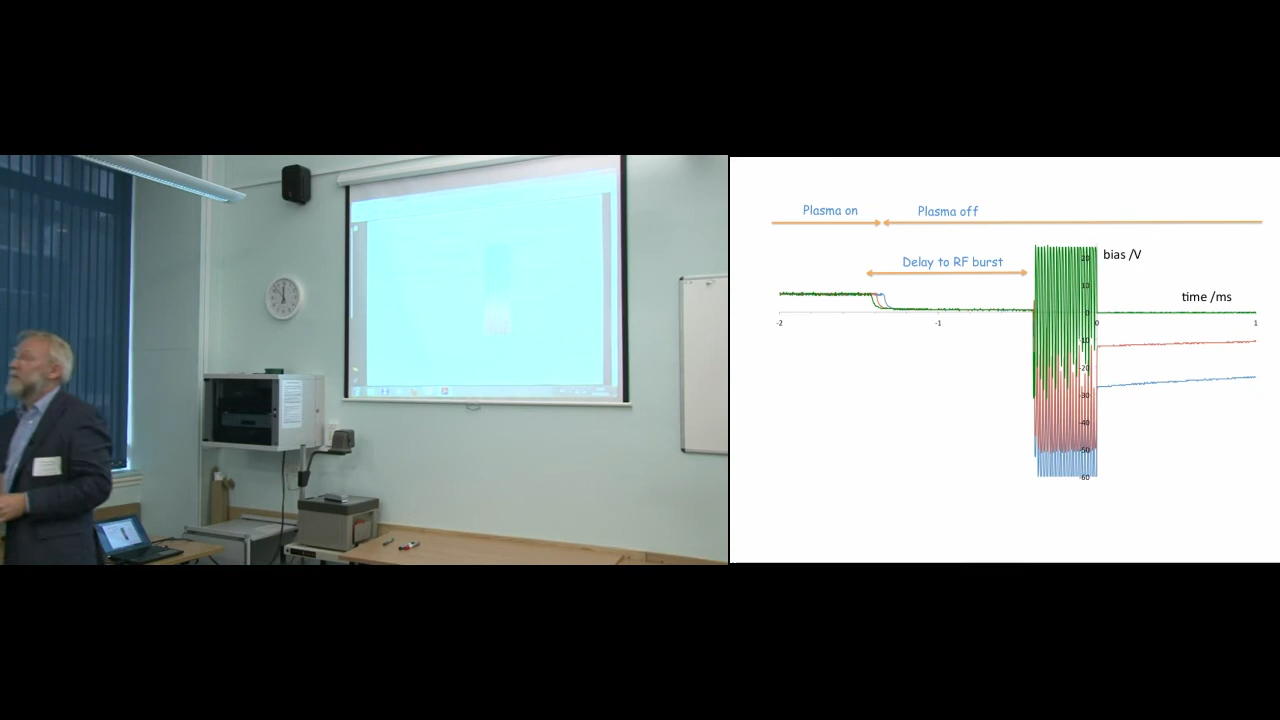 Plasma on
Plasma off
Delay to RF burst
bias /V
time /ms
20
10
0
-2
-1
0
1
-10
-20
-30
-40
-50
-60